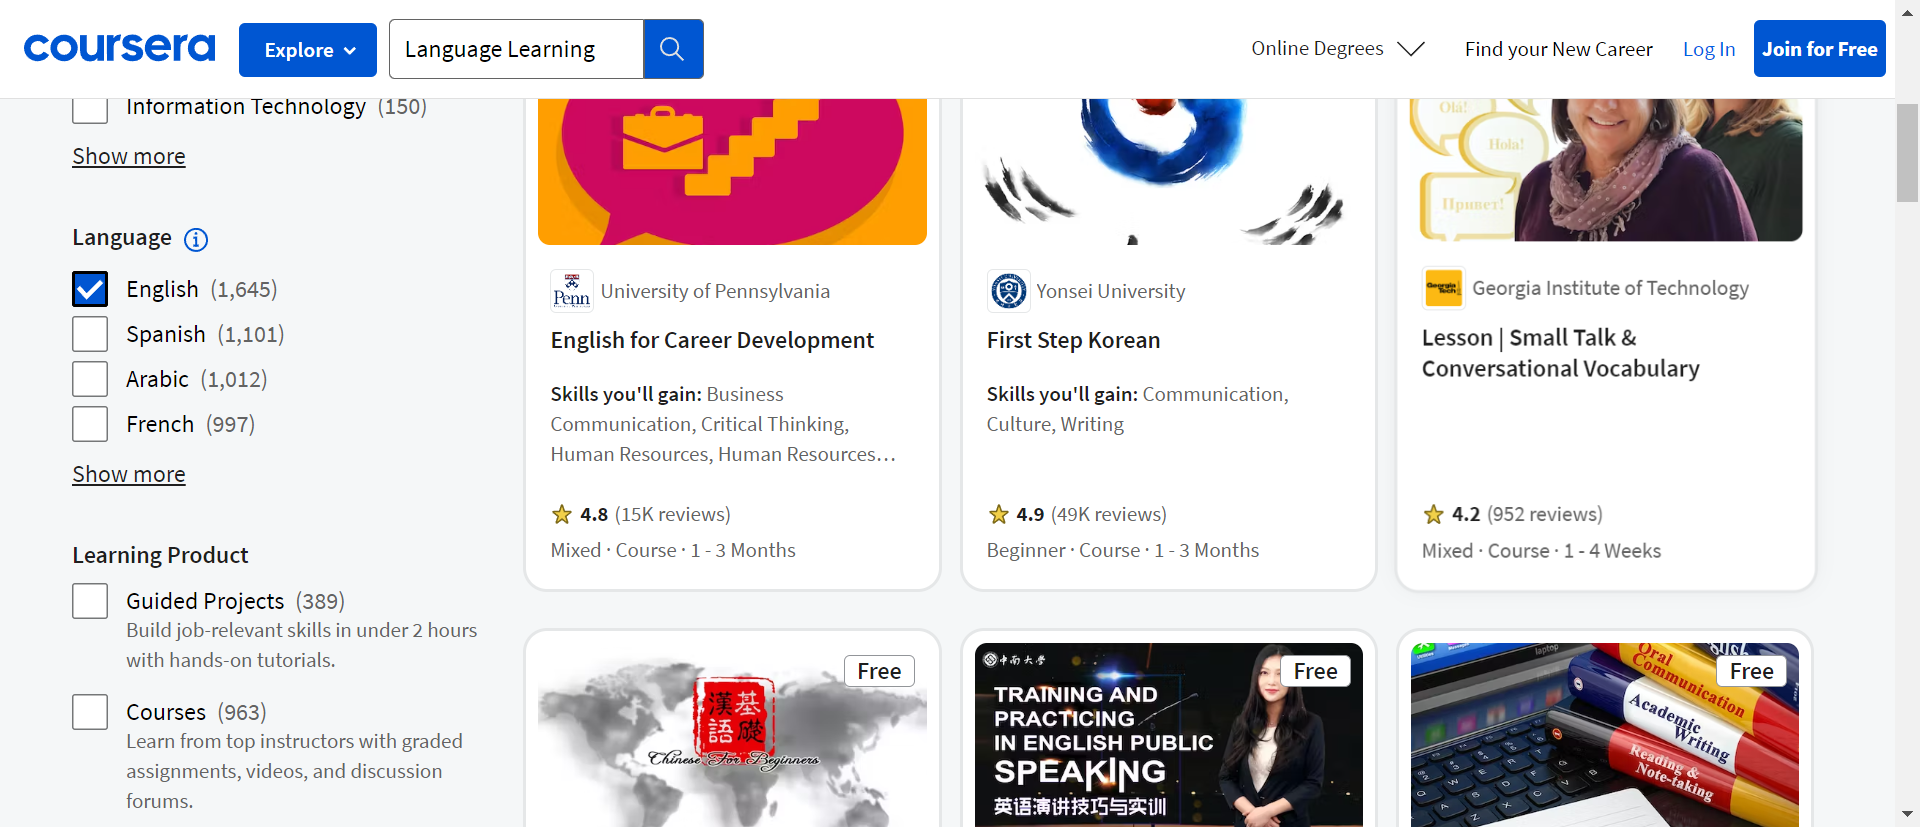 coursera
Explore
Language Learning
Online Degrees
Find your New Career
Log In
Join for Free
Information Technology (150)
Show more
Language
English (1,645)
Spanish (1,101)
Arabic (1,012)
French (997)
Show more
Learning Product
Guided Projects (389)
Build job-relevant skills in under 2 hours
with hands-on tutorials.
Courses (963)
Learn from top instructors with graded
assignments, videos, and discussion
forums.
Penn
University of Pennsylvania
English for Career Development
Skills you'll gain: Business
Communication, Critical Thinking,
Human Resources, Human Resources…
4.8 (15K reviews)
Mixed · Course · 1 - 3 Months
Yonsei University
First Step Korean
Skills you'll gain: Communication,
Culture, Writing
4.9 (49K reviews)
Beginner · Course · 1 - 3 Months
Olá!
Hola!
Привет!
Georgia Tech
Georgia Institute of Technology
Lesson | Small Talk &
Conversational Vocabulary
4.2 (952 reviews)
Mixed · Course · 1 - 4 Weeks
Free
漢基
語礎
Chinese For Beginners
中南大学
Free
TRAINING AND
PRACTICING
IN ENGLISH PUBLIC
SPEAKING
英语演讲技巧与实训
Free
laptop
Oral
Communication
Academic
Writing
Reading &
Note-taking